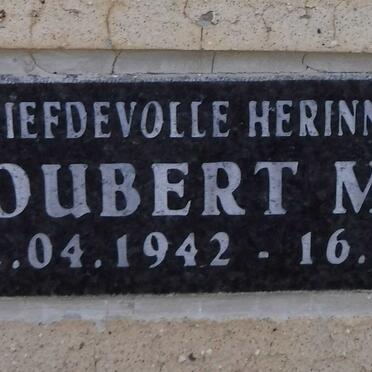 IEFDEVOLLE HERINN
OUBERT M
.04.1942 - 16.